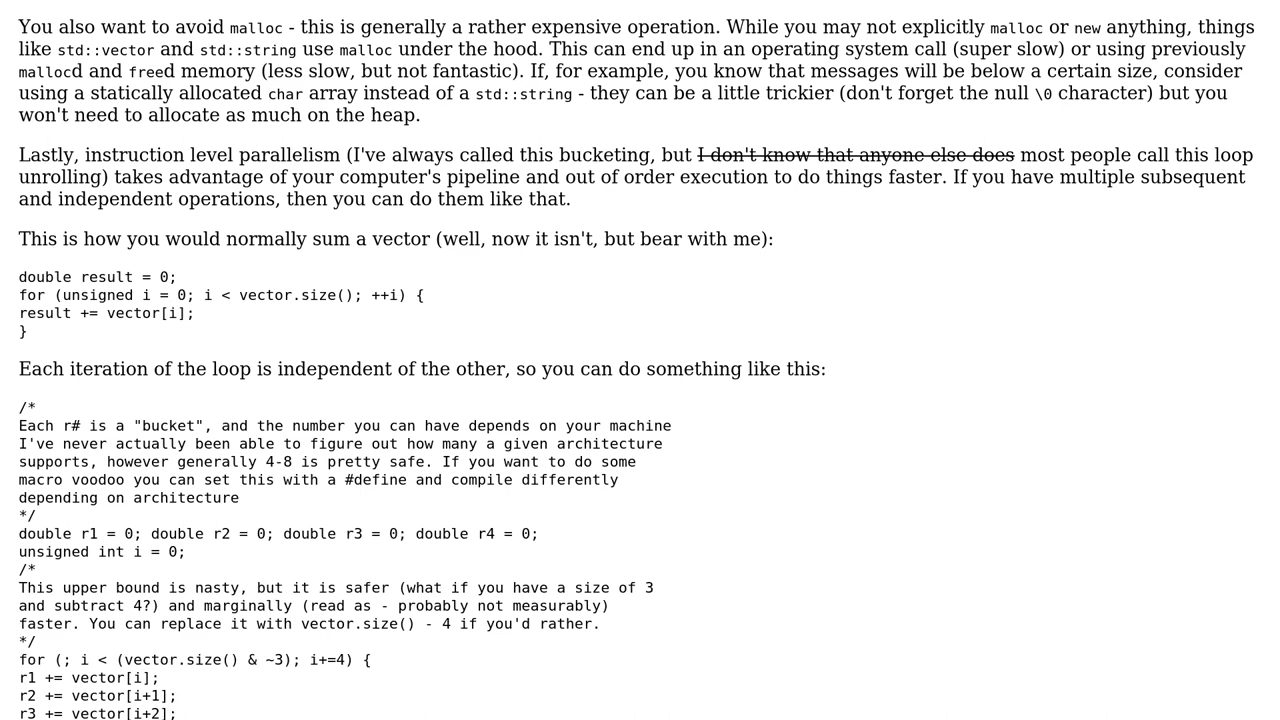 You also want to avoid malloc - this is generally a rather expensive operation. While you may not explicitly malloc or new anything, things
like std::vector and std::string use malloc under the hood. This can end up in an operating system call (super slow) or using previously
mallocd and freed memory (less slow, but not fantastic). If, for example, you know that messages will be below a certain size, consider
using a statically allocated char array instead of a std::string - they can be a little trickier (don't forget the null \0 character) but you
won't need to allocate as much on the heap.
Lastly, instruction level parallelism (I've always called this bucketing, but I don't know that anyone else does most people call this loop
unrolling) takes advantage of your computer's pipeline and out of order execution to do things faster. If you have multiple subsequent
and independent operations, then you can do them like that.
This is how you would normally sum a vector (well, now it isn't, but bear with me):
double result = 0;
for (unsigned i = 0; i < vector.size(); ++i) {
result += vector[i];
}
Each iteration of the loop is independent of the other, so you can do something like this:
/*
Each r# is a "bucket", and the number you can have depends on your machine
I've never actually been able to figure out how many a given architecture
supports, however generally 4-8 is pretty safe. If you want to do some
macro voodoo you can set this with a #define and compile differently
depending on architecture
*/
double r1 = 0; double r2 = 0; double r3 = 0; double r4 = 0;
unsigned int i = 0;
/*
This upper bound is nasty, but it is safer (what if you have a size of 3
and subtract 4?) and marginally (read as - probably not measurably)
faster. You can replace it with vector.size() - 4 if you'd rather.
*/
for (; i < (vector.size() & ~3); i+=4) {
r1 += vector[i];
r2 += vector[i+1];
r3 += vector[i+2];